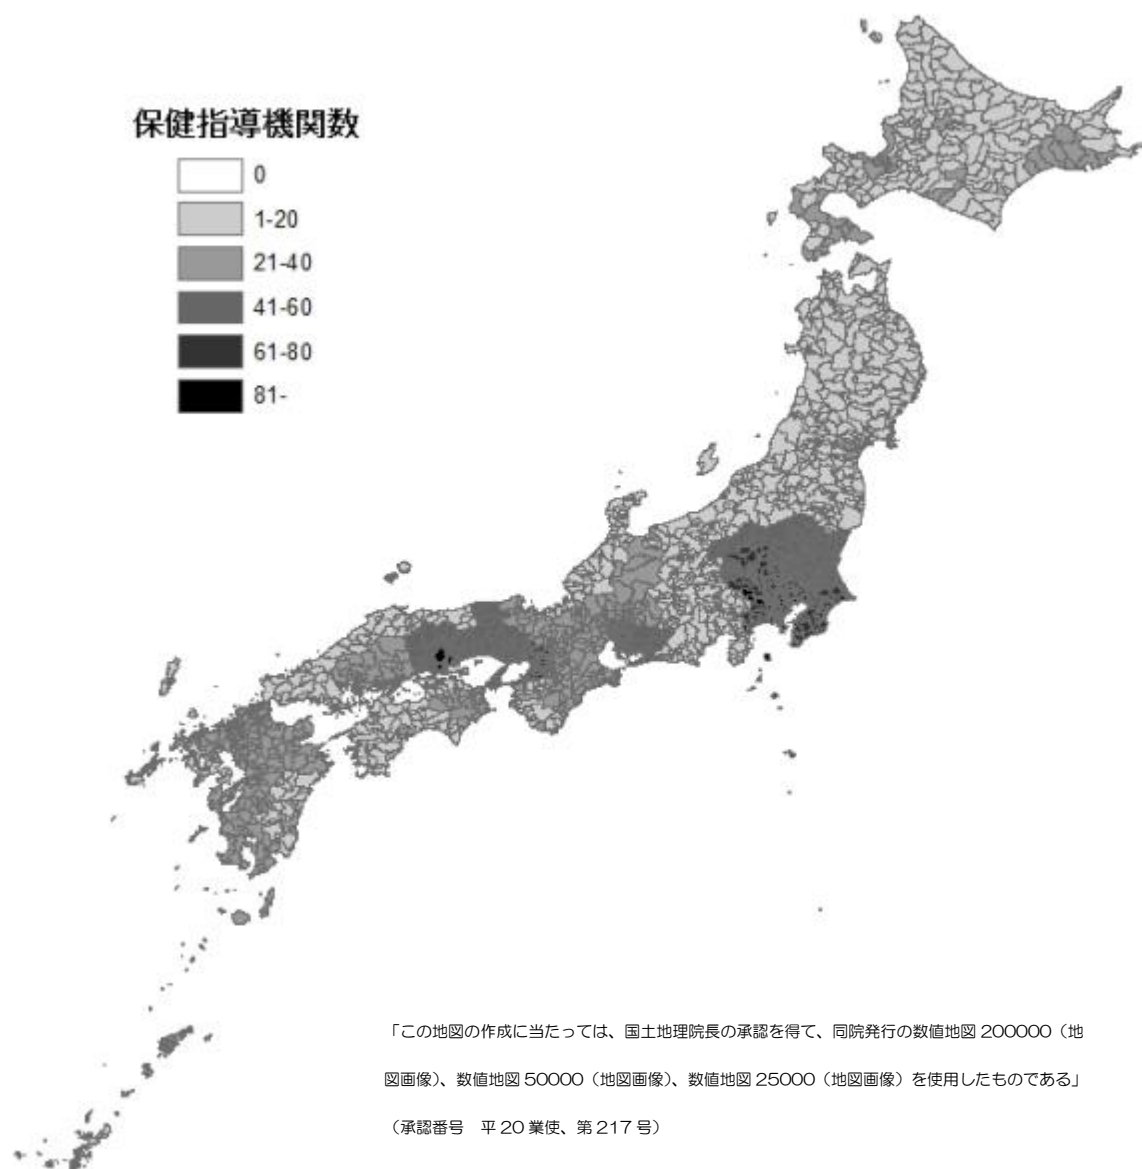 保健指導機関数
0
1-20
21-40
41-60
61-80
81-
「この地図の作成に当たっては、国土地理院長の承認を得て、同院発行の数値地図 200000（地
図画像）、数値地図 50000（地図画像）、数値地図 25000（地図画像）を使用したものである」
（承認番号　平 20 業使、第 217 号）